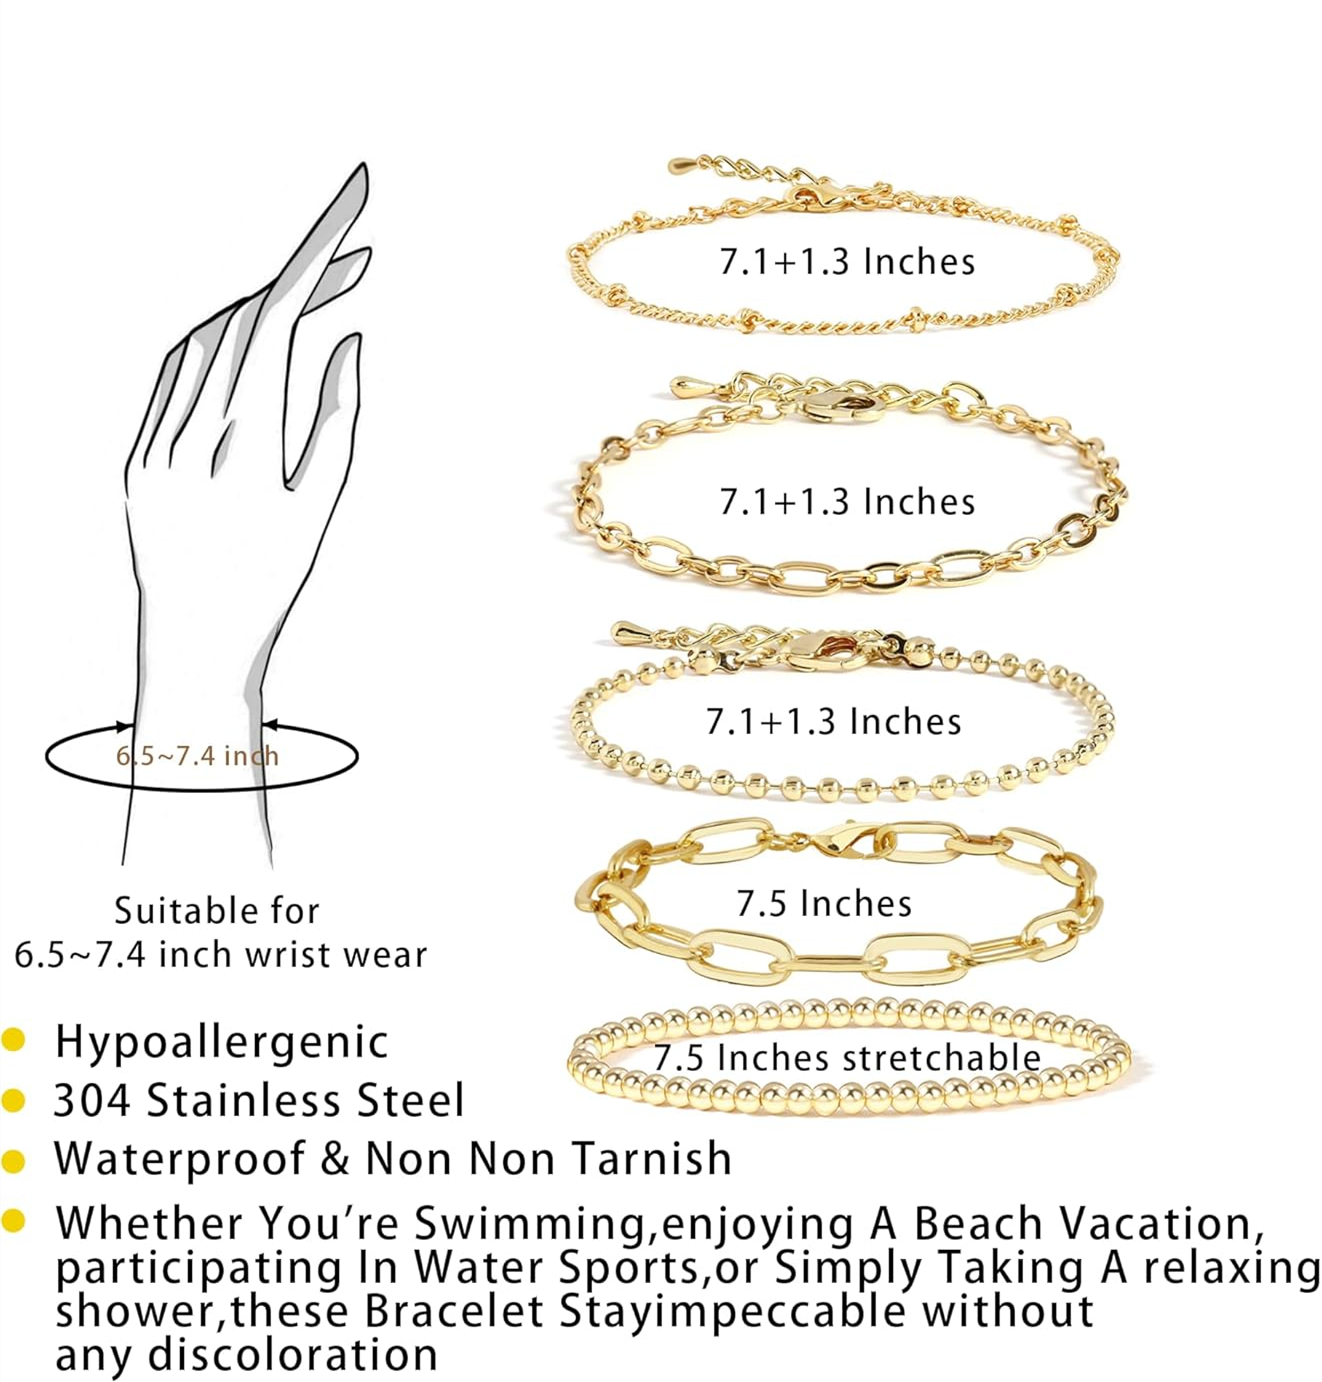 7.1+1.3 Inches
7.1+1.3 Inches
7.1+1.3 Inches
7.5 Inches
7.5 Inches stretchable
6.5~7.4 inch
Suitable for
6.5~7.4 inch wrist wear
Hypoallergenic
304 Stainless Steel
Waterproof & Non Non Tarnish
Whether You’re Swimming,enjoying A Beach Vacation,
participating In Water Sports,or Simply Taking A relaxing
shower,these Bracelet Stayimpeccable without
any discoloration